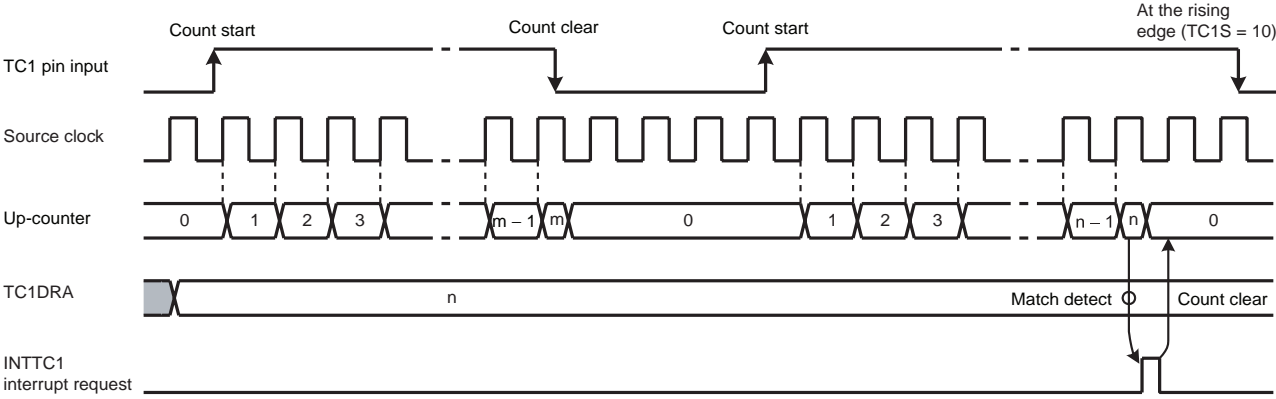 At the rising
edge (TC1S = 10)
Count start
Count clear
Count start
TC1 pin input
Source clock
Up-counter
0 1 2 3 m – 1 m 0 1 2 3 n – 1 n 0
TC1DRA
n
Match detect
Count clear
INTTC1
interrupt request